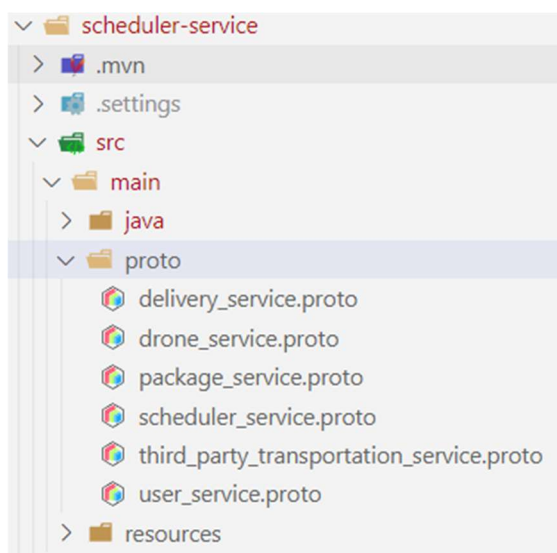 scheduler-service
.mvn
.settings
src
main
java
proto
delivery_service.proto
drone_service.proto
package_service.proto
scheduler_service.proto
third_party_transportation_service.proto
user_service.proto
resources